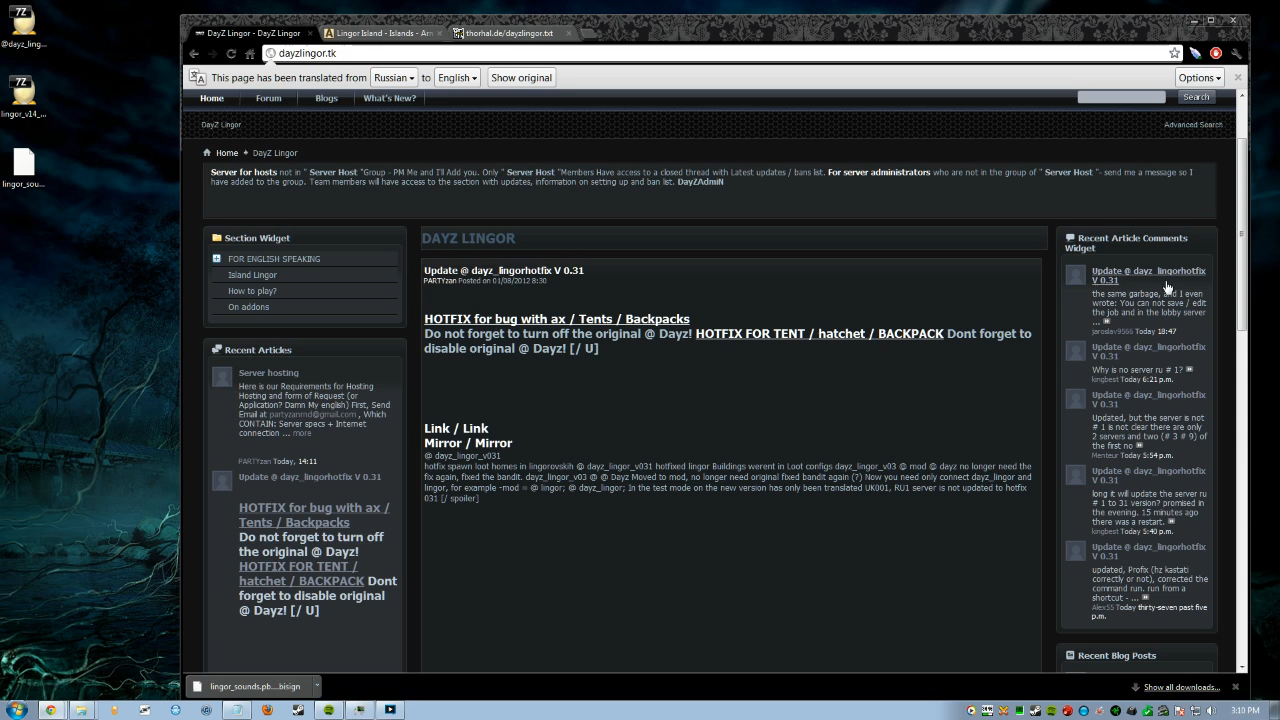 @dayz_ling...
lingor_v14_...
lingor_sou...
DayZ Lingor - DayZ Lingor
Lingor Island - Islands - Arm
thorhal.de/dayzlingor.txt
dayzlingor.tk
This page has been translated from Russian to English Show original Options
Home Forum Blogs What's New? Search
DayZ Lingor Advanced Search
Home DayZ Lingor
Server for hosts not in " Server Host "Group - PM Me and I'll Add you. Only " Server Host "Members Have access to a closed thread with Latest updates / bans list. For server administrators who are not in the group of " Server Host "- send me a message so I
have added to the group. Team members will have access to the section with updates, information on setting up and ban list. DayZAdmiN
Section Widget
FOR ENGLISH SPEAKING
Island Lingor
How to play?
On addons
Recent Articles
Server hosting
Here is our Requirements for Hosting
Hosting and form of Request (or
Application? Damn My english) First, Send
Email at partyzanmd@gmail.com , Which
CONTAIN: Server specs + Internet
connection ... more
PARTYzan Today, 14:11
Update @ dayz_lingorhotfix V 0.31
HOTFIX for bug with ax /
Tents / Backpacks
Do not forget to turn off
the original @ Dayz!
HOTFIX FOR TENT /
hatchet / BACKPACK Dont
forget to disable original
@ Dayz! [/ U]
DAYZ LINGOR
Update @ dayz_lingorhotfix V 0.31
PARTYzan Posted on 01/08/2012 8:30
HOTFIX for bug with ax / Tents / Backpacks
Do not forget to turn off the original @ Dayz! HOTFIX FOR TENT / hatchet / BACKPACK Dont forget to
disable original @ Dayz! [/ U]
Link / Link
Mirror / Mirror
@ dayz_lingor_v031
hotfix spawn loot homes in lingorovskih @ dayz_lingor_v031 hotfixed lingor Buildings werent in Loot configs dayz_lingor_v03 @ mod @ dayz no longer need the
fix again, fixed the bandit. dayz_lingor_v03 @ @ Dayz Moved to mod, no longer need original fixed bandit again (?) Now you need only connect dayz_lingor and
lingor, for example -mod = @ lingor; @ dayz_lingor; In the test mode on the new version has only been translated UK001, RU1 server is not updated to hotfix
031 [/ spoiler]
Recent Article Comments
Widget
Update @ dayz_lingorhotfix
V 0.31
the same garbage, and I even
wrote: You can not save / edit
the job and in the lobby server
...
jaroslav9566 Today 18:47
Update @ dayz_lingorhotfix
V 0.31
Why is no server ru # 1?
kingbest Today 6:21 p.m.
Update @ dayz_lingorhotfix
V 0.31
Updated, but the server is not
# 1 is not clear there are only
2 servers and two (# 3 # 9) of
the first no
Menteur Today 5:54 p.m.
Update @ dayz_lingorhotfix
V 0.31
long it will update the server ru
# 1 to 31 version? promised in
the evening. 15 minutes ago
there was a restart.
kingbest Today 5:40 p.m.
Update @ dayz_lingorhotfix
V 0.31
updated, Profix (hz kastati
correctly or not), corrected the
command run. run from a
shortcut - ...
Alex55 Today thirty-seven past five
p.m.
Recent Blog Posts
lingor_sounds.pb....bisign
Show all downloads...
3:10 PM